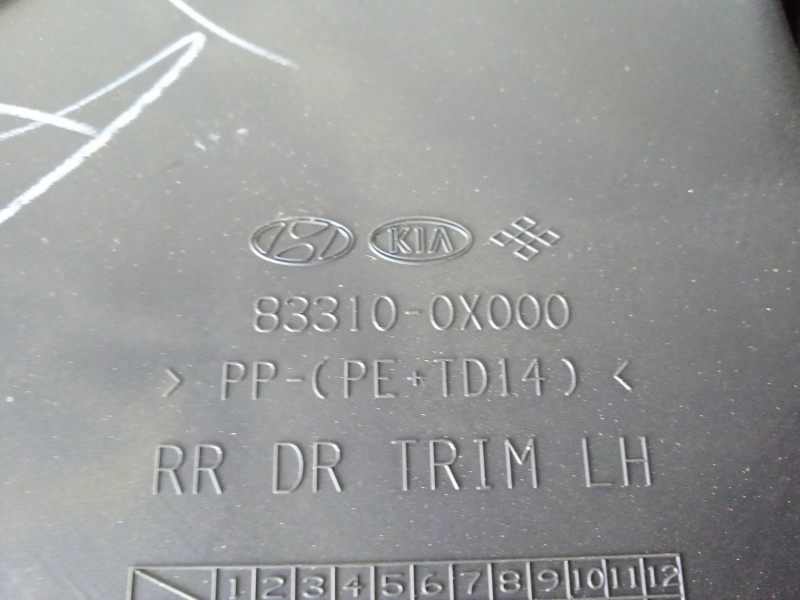 KIA
83310-0X000
> PP-(PE+TD14) <
RR DR TRIM LH
1 2 3 4 5 6 7 8 9 10 11 12